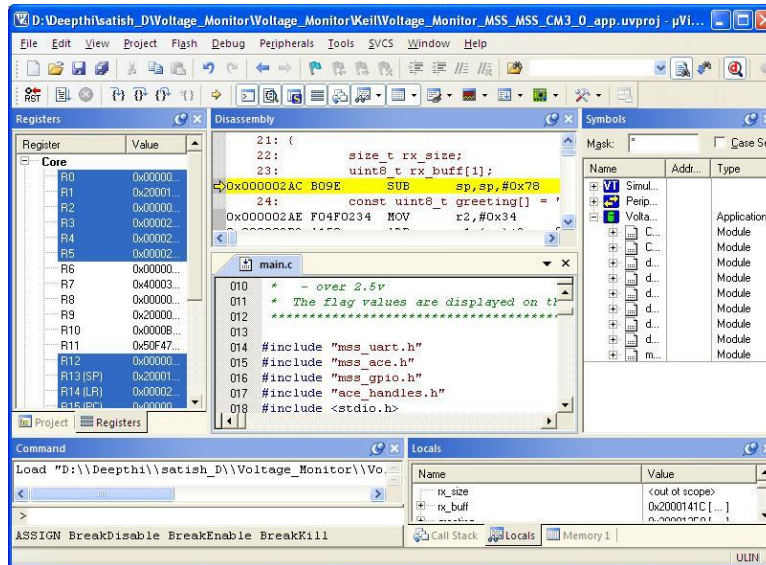 D:\Deepthi\satish_D\Voltage_Monitor\Voltage_Monitor\Keil\Voltage_Monitor_MSS_MSS_CM3_0_app.uvproj - µVi...
File Edit View Project Flash Debug Peripherals Tools SVCS Window Help
RST
Registers
Register Value
Core
R0 0x00000...
R1 0x20001...
R2 0x00000...
R3 0x00002...
R4 0x00002...
R5 0x00002...
R6 0x00000...
R7 0x40003...
R8 0x00000...
R9 0x20000...
R10 0x0000B...
R11 0x50F47...
R12 0x00000...
R13 (SP) 0x20001...
R14 (LR) 0x00002...
R15 (PC) 0x00000...
Project Registers
Disassembly
21: {
22: size_t rx_size;
23: uint8_t rx_buff[1];
0x000002AC B09E SUB sp,sp,#0x78
24: const uint8_t greeting[] = "
0x000002AE F04F0234 MOV r2,#0x34
main.c
010 * - over 2.5v
011 * The flag values are displayed on th
012 ****************************************
013
014 #include "mss_uart.h"
015 #include "mss_ace.h"
016 #include "mss_gpio.h"
017 #include "ace_handles.h"
018 #include <stdio.h>
Symbols
Mask: * Case Se
Name Addr... Type
Simul...
Perip...
Volta... Application
C... Module
C... Module
d... Module
d... Module
d... Module
d... Module
d... Module
m... Module
Command
Load "D:\\Deepthi\\satish_D\\Voltage_Monitor\\Vo
>
ASSIGN BreakDisable BreakEnable BreakKill
Locals
Name Value
rx_size <out of scope>
rx_buff 0x2000141C [ ... ]
Call Stack Locals Memory 1
ULIN